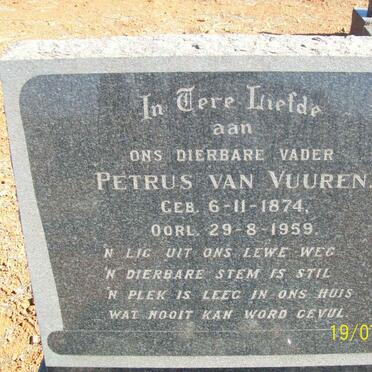 In Tere Liefde
aan
ONS DIERBARE VADER
PETRUS VAN VUUREN.
GEB. 6-11-1874,
OORL. 29-8-1959.
'N LIG UIT ONS LEWE WEG
'N DIERBARE STEM IS STIL
'N PLEK IS LEEG IN ONS HUIS
WAT NOOIT KAN WORD GEVUL